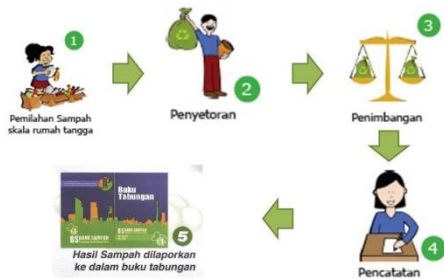 1
Pemilahan Sampah
skala rumah tangga
2
Penyetoran
3
Penimbangan
4
Pencatatan
Buku
Tabungan
BS BANK SAMPAH
5
Hasil Sampah dilaporkan
ke dalam buku tabungan